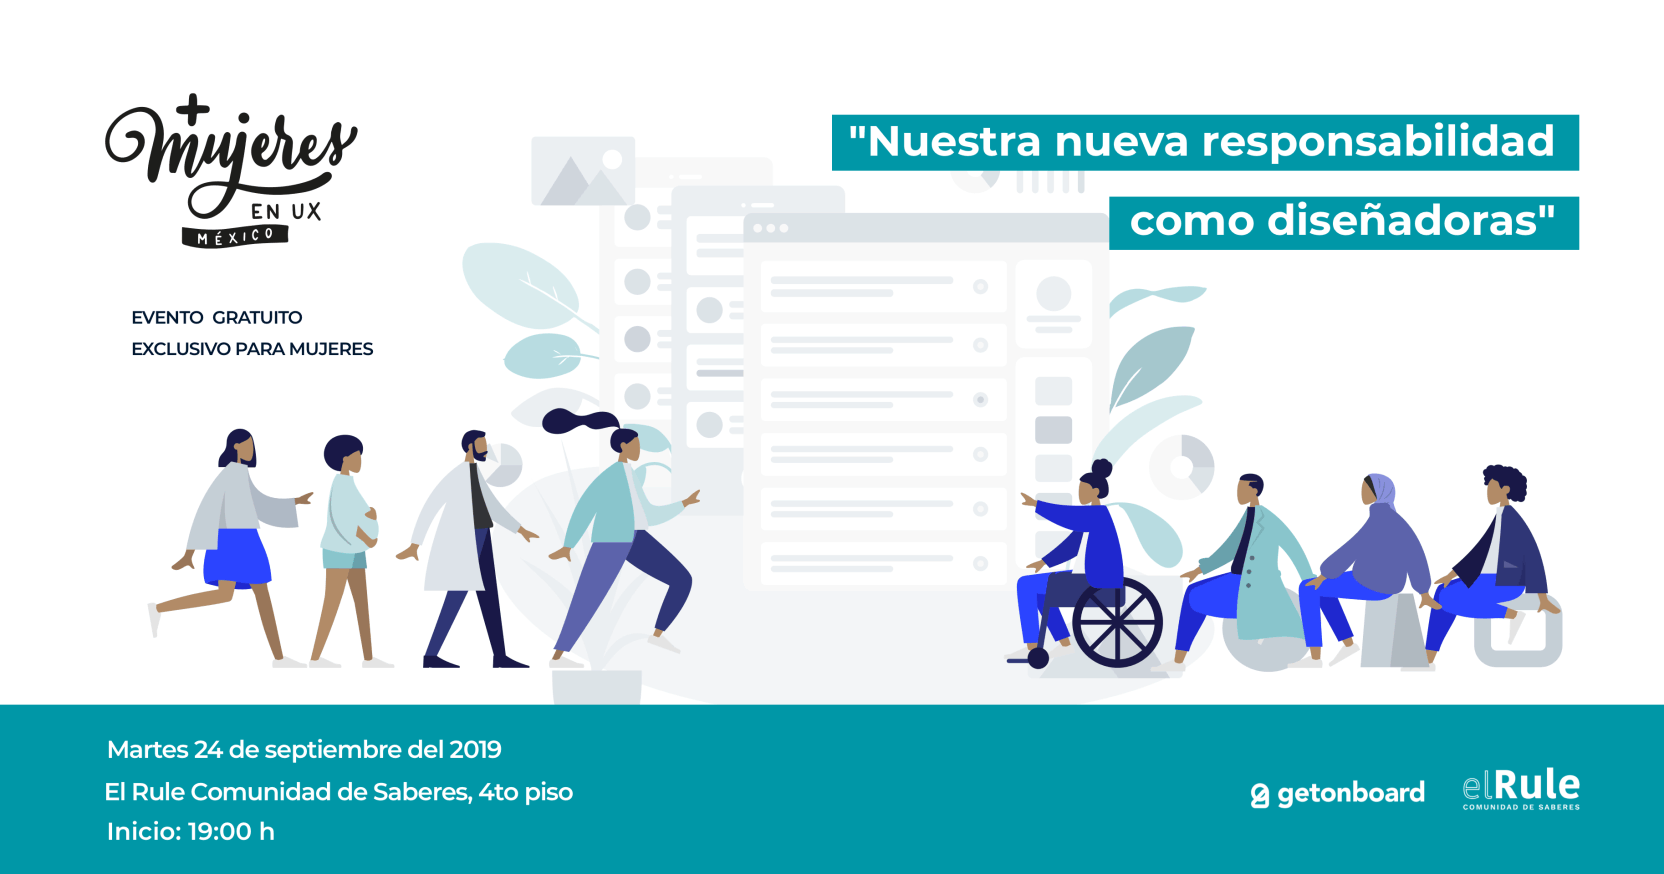 +mujeres
EN UX
MÉXICO
EVENTO GRATUITO
EXCLUSIVO PARA MUJERES
"Nuestra nueva responsabilidad
como diseñadoras"
Martes 24 de septiembre del 2019
El Rule Comunidad de Saberes, 4to piso
Inicio: 19:00 h
getonboard
elRule
COMUNIDAD DE SABERES